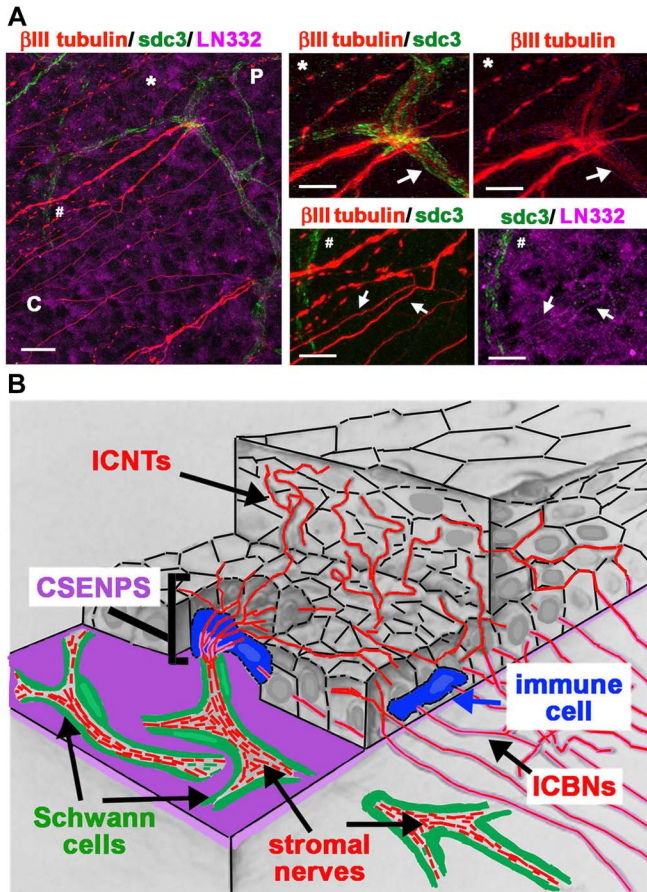 A
βIII tubulin/sdc3/LN332
βIII tubulin/sdc3
βIII tubulin
*
P
*
*
#
C
βIII tubulin/sdc3
sdc3/LN332
#
#
B
ICNTs
CSENPS
immune
cell
ICBNs
Schwann
cells
stromal
nerves